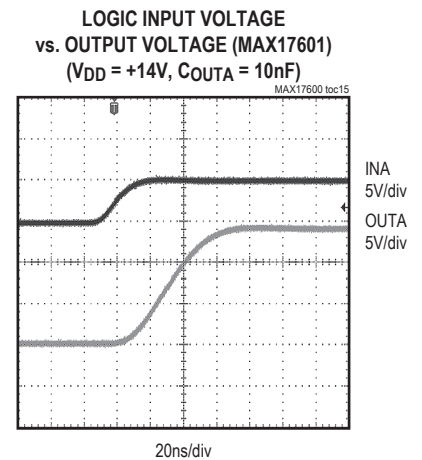 LOGIC INPUT VOLTAGE
vs. OUTPUT VOLTAGE (MAX17601)
(VDD = +14V, COUTA = 10nF)
MAX17600 toc15
INA
5V/div
OUTA
5V/div
20ns/div